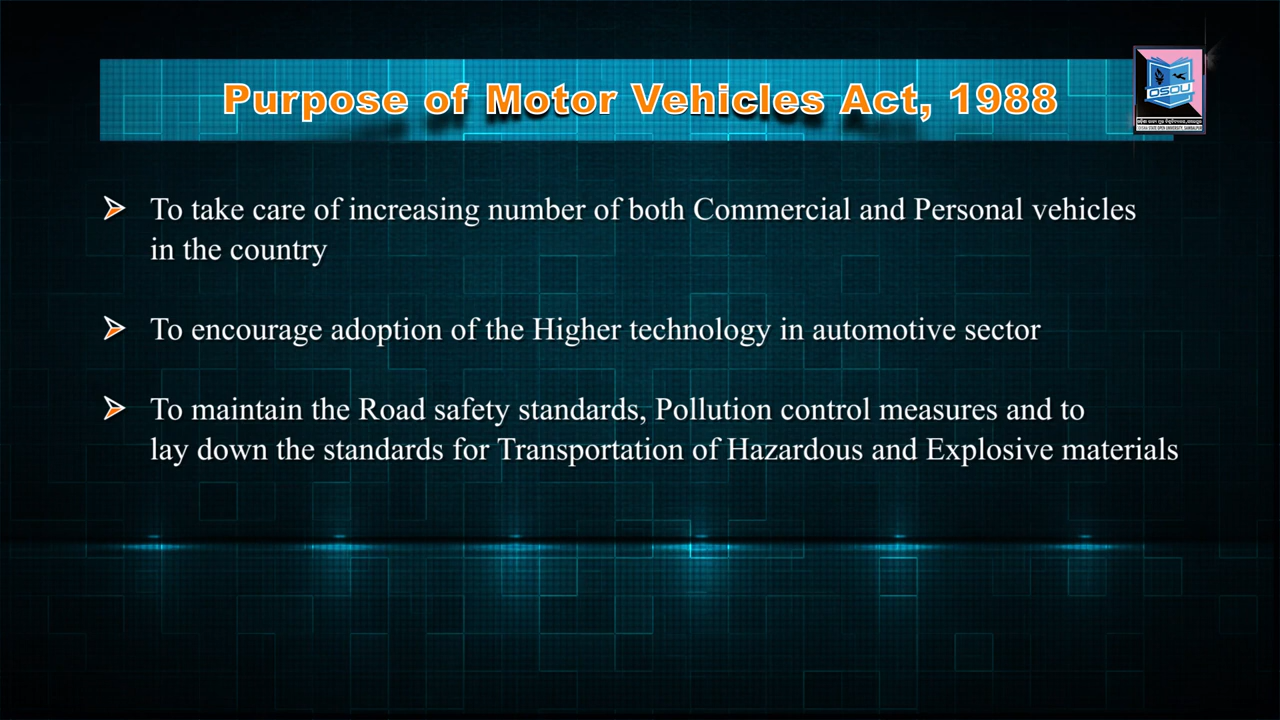 Purpose of Motor Vehicles Act, 1988
OSOU
To take care of increasing number of both Commercial and Personal vehicles
in the country
To encourage adoption of the Higher technology in automotive sector
To maintain the Road safety standards, Pollution control measures and to
lay down the standards for Transportation of Hazardous and Explosive materials